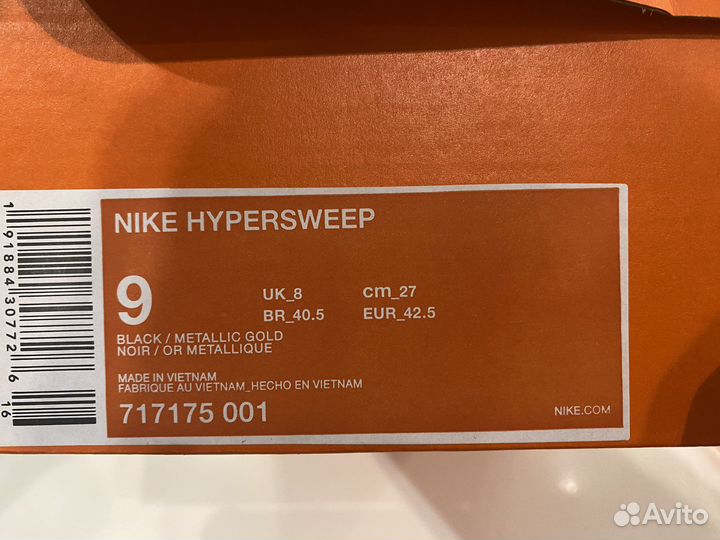 NIKE HYPERSWEEP
9
UK_8 cm_27
BR_40.5 EUR_42.5
BLACK / METALLIC GOLD
NOIR / OR METALLIQUE
MADE IN VIETNAM
FABRIQUE AU VIETNAM_HECHO EN VIETNAM
717175 001
NIKE.COM
1 91884 30772 6 16
Avito